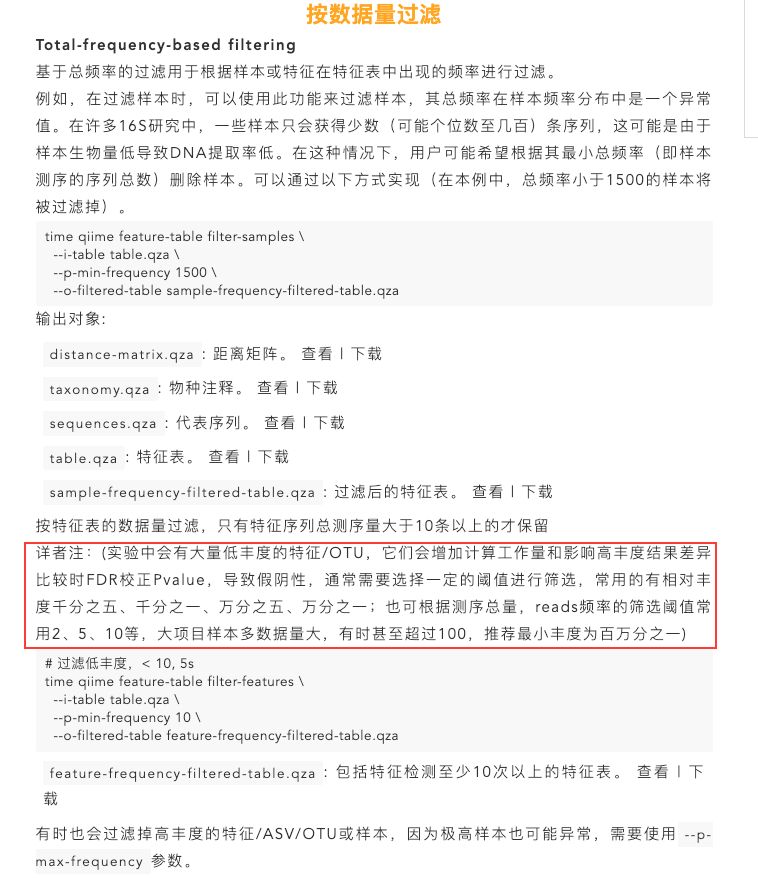 按数据量过滤
Total-frequency-based filtering
基于总频率的过滤用于根据样本或特征在特征表中出现的频率进行过滤。
例如，在过滤样本时，可以使用此功能来过滤样本，其总频率在样本频率分布中是一个异常
值。在许多16S研究中，一些样本只会获得少数（可能个位数至几百）条序列，这可能是由于
样本生物量低导致DNA提取率低。在这种情况下，用户可能希望根据其最小总频率（即样本
测序的序列总数）删除样本。可以通过以下方式实现（在本例中，总频率小于1500的样本将
被过滤掉）。
time qiime feature-table filter-samples \
--i-table table.qza \
--p-min-frequency 1500 \
--o-filtered-table sample-frequency-filtered-table.qza
输出对象:
distance-matrix.qza : 距离矩阵。 查看 | 下载
taxonomy.qza : 物种注释。 查看 | 下载
sequences.qza : 代表序列。 查看 | 下载
table.qza : 特征表。 查看 | 下载
sample-frequency-filtered-table.qza : 过滤后的特征表。 查看 | 下载
按特征表的数据量过滤，只有特征序列总测序量大于10条以上的才保留
详者注：(实验中会有大量低丰度的特征/OTU，它们会增加计算工作量和影响高丰度结果差异
比较时FDR校正Pvalue，导致假阴性，通常需要选择一定的阈值进行筛选，常用的有相对丰
度千分之五、千分之一、万分之五、万分之一；也可根据测序总量，reads频率的筛选阈值常
用2、5、10等，大项目样本多数据量大，有时甚至超过100，推荐最小丰度为百万分之一)
# 过滤低丰度，< 10, 5s
time qiime feature-table filter-features \
--i-table table.qza \
--p-min-frequency 10 \
--o-filtered-table feature-frequency-filtered-table.qza
feature-frequency-filtered-table.qza : 包括特征检测至少10次以上的特征表。 查看 | 下
载
有时也会过滤掉高丰度的特征/ASV/OTU或样本，因为极高样本也可能异常，需要使用 --p-
max-frequency 参数。